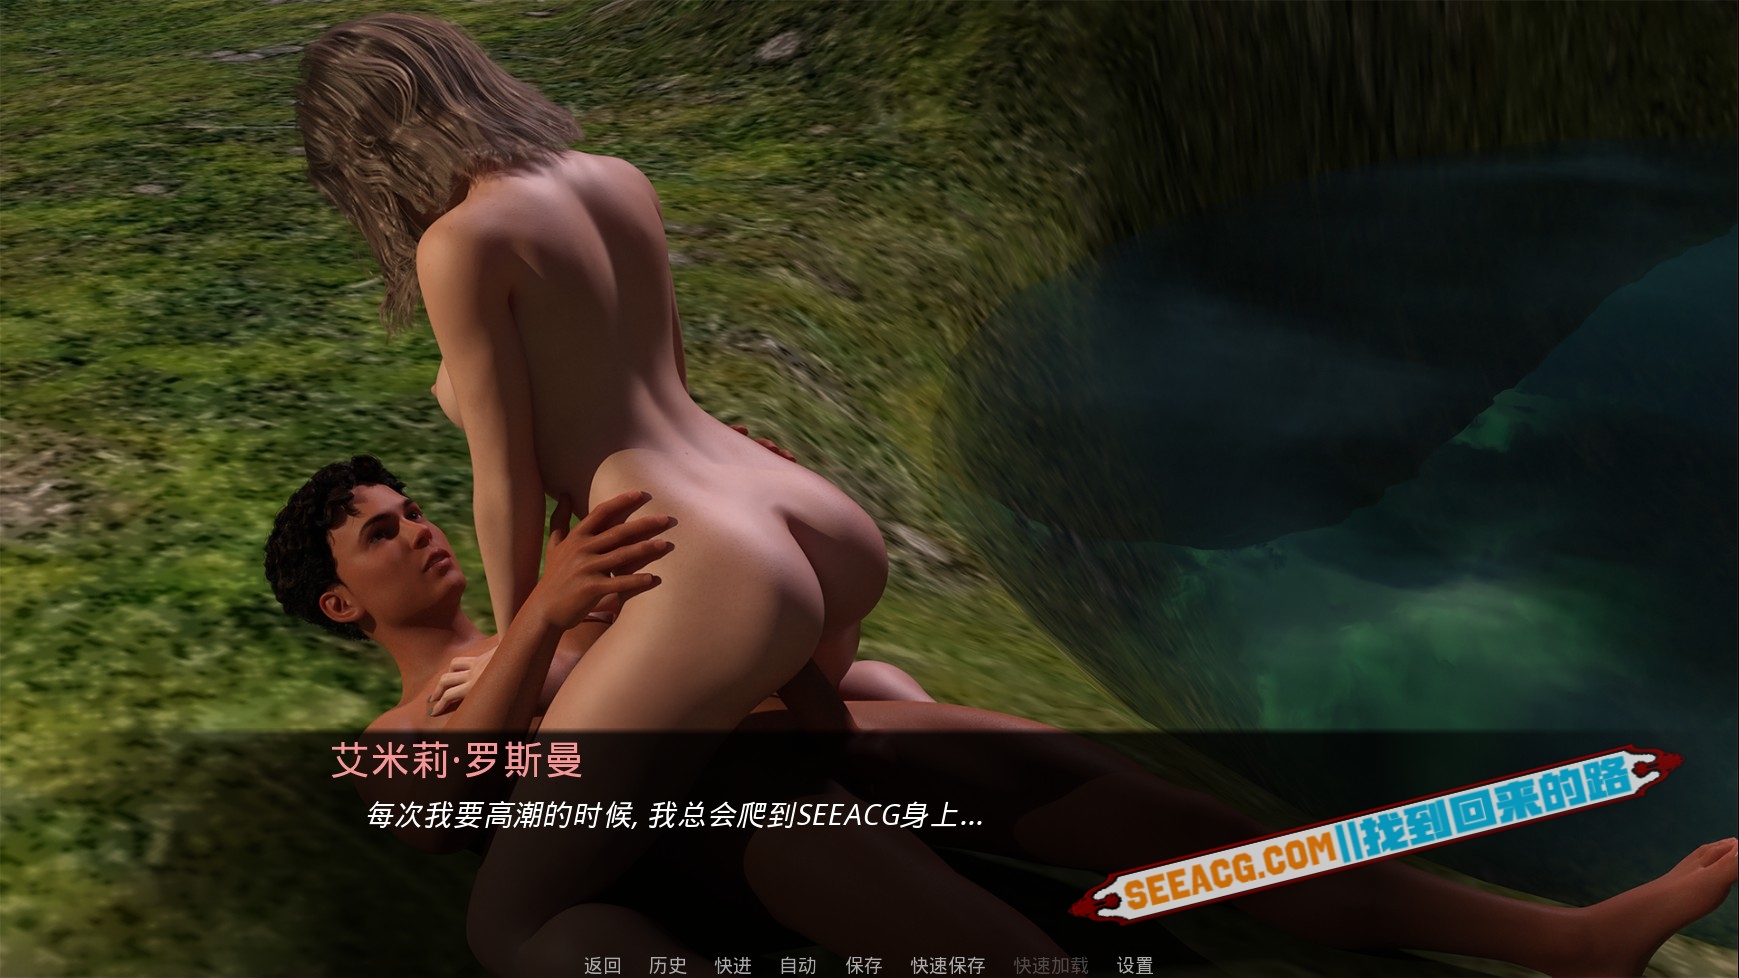 艾米莉·罗斯曼
每次我要高潮的时候, 我总会爬到SEEACG身上...
SEEACG.COM||找到回来的路
返回 历史 快进 自动 保存 快速保存 快速加载 设置